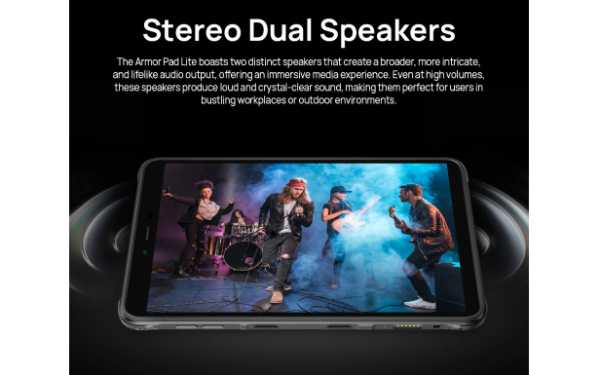 Stereo Dual Speakers
The Armor Pad Lite boasts two distinct speakers that create a broader, more intricate,
and lifelike audio output, offering an immersive media experience. Even at high volumes,
these speakers produce loud and crystal-clear sound, making them perfect for users in
bustling workplaces or outdoor environments.